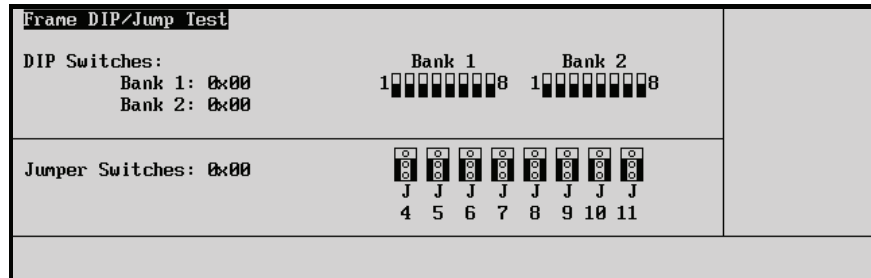 Frame DIP/Jump Test
DIP Switches: Bank 1 Bank 2
Bank 1: 0x00 1 8 1 8
Bank 2: 0x00
Jumper Switches: 0x00
J J J J J J J J
4 5 6 7 8 9 10 11